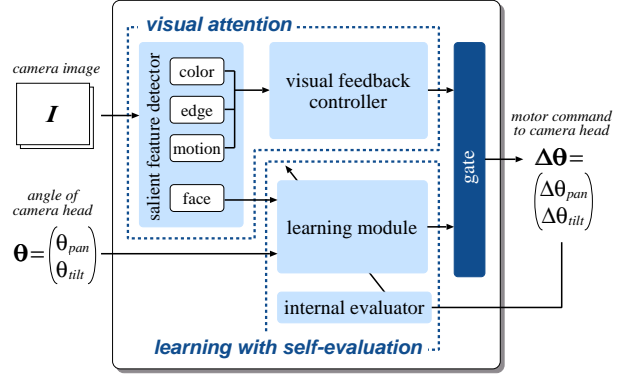 visual attention
camera image
I
salient feature detector
color
edge
motion
face
visual feedback
controller
gate
motor command
to camera head
Δθ=
(Δθpan
Δθtilt)
angle of
camera head
θ=(θpan
θtilt)
learning module
internal evaluator
learning with self-evaluation